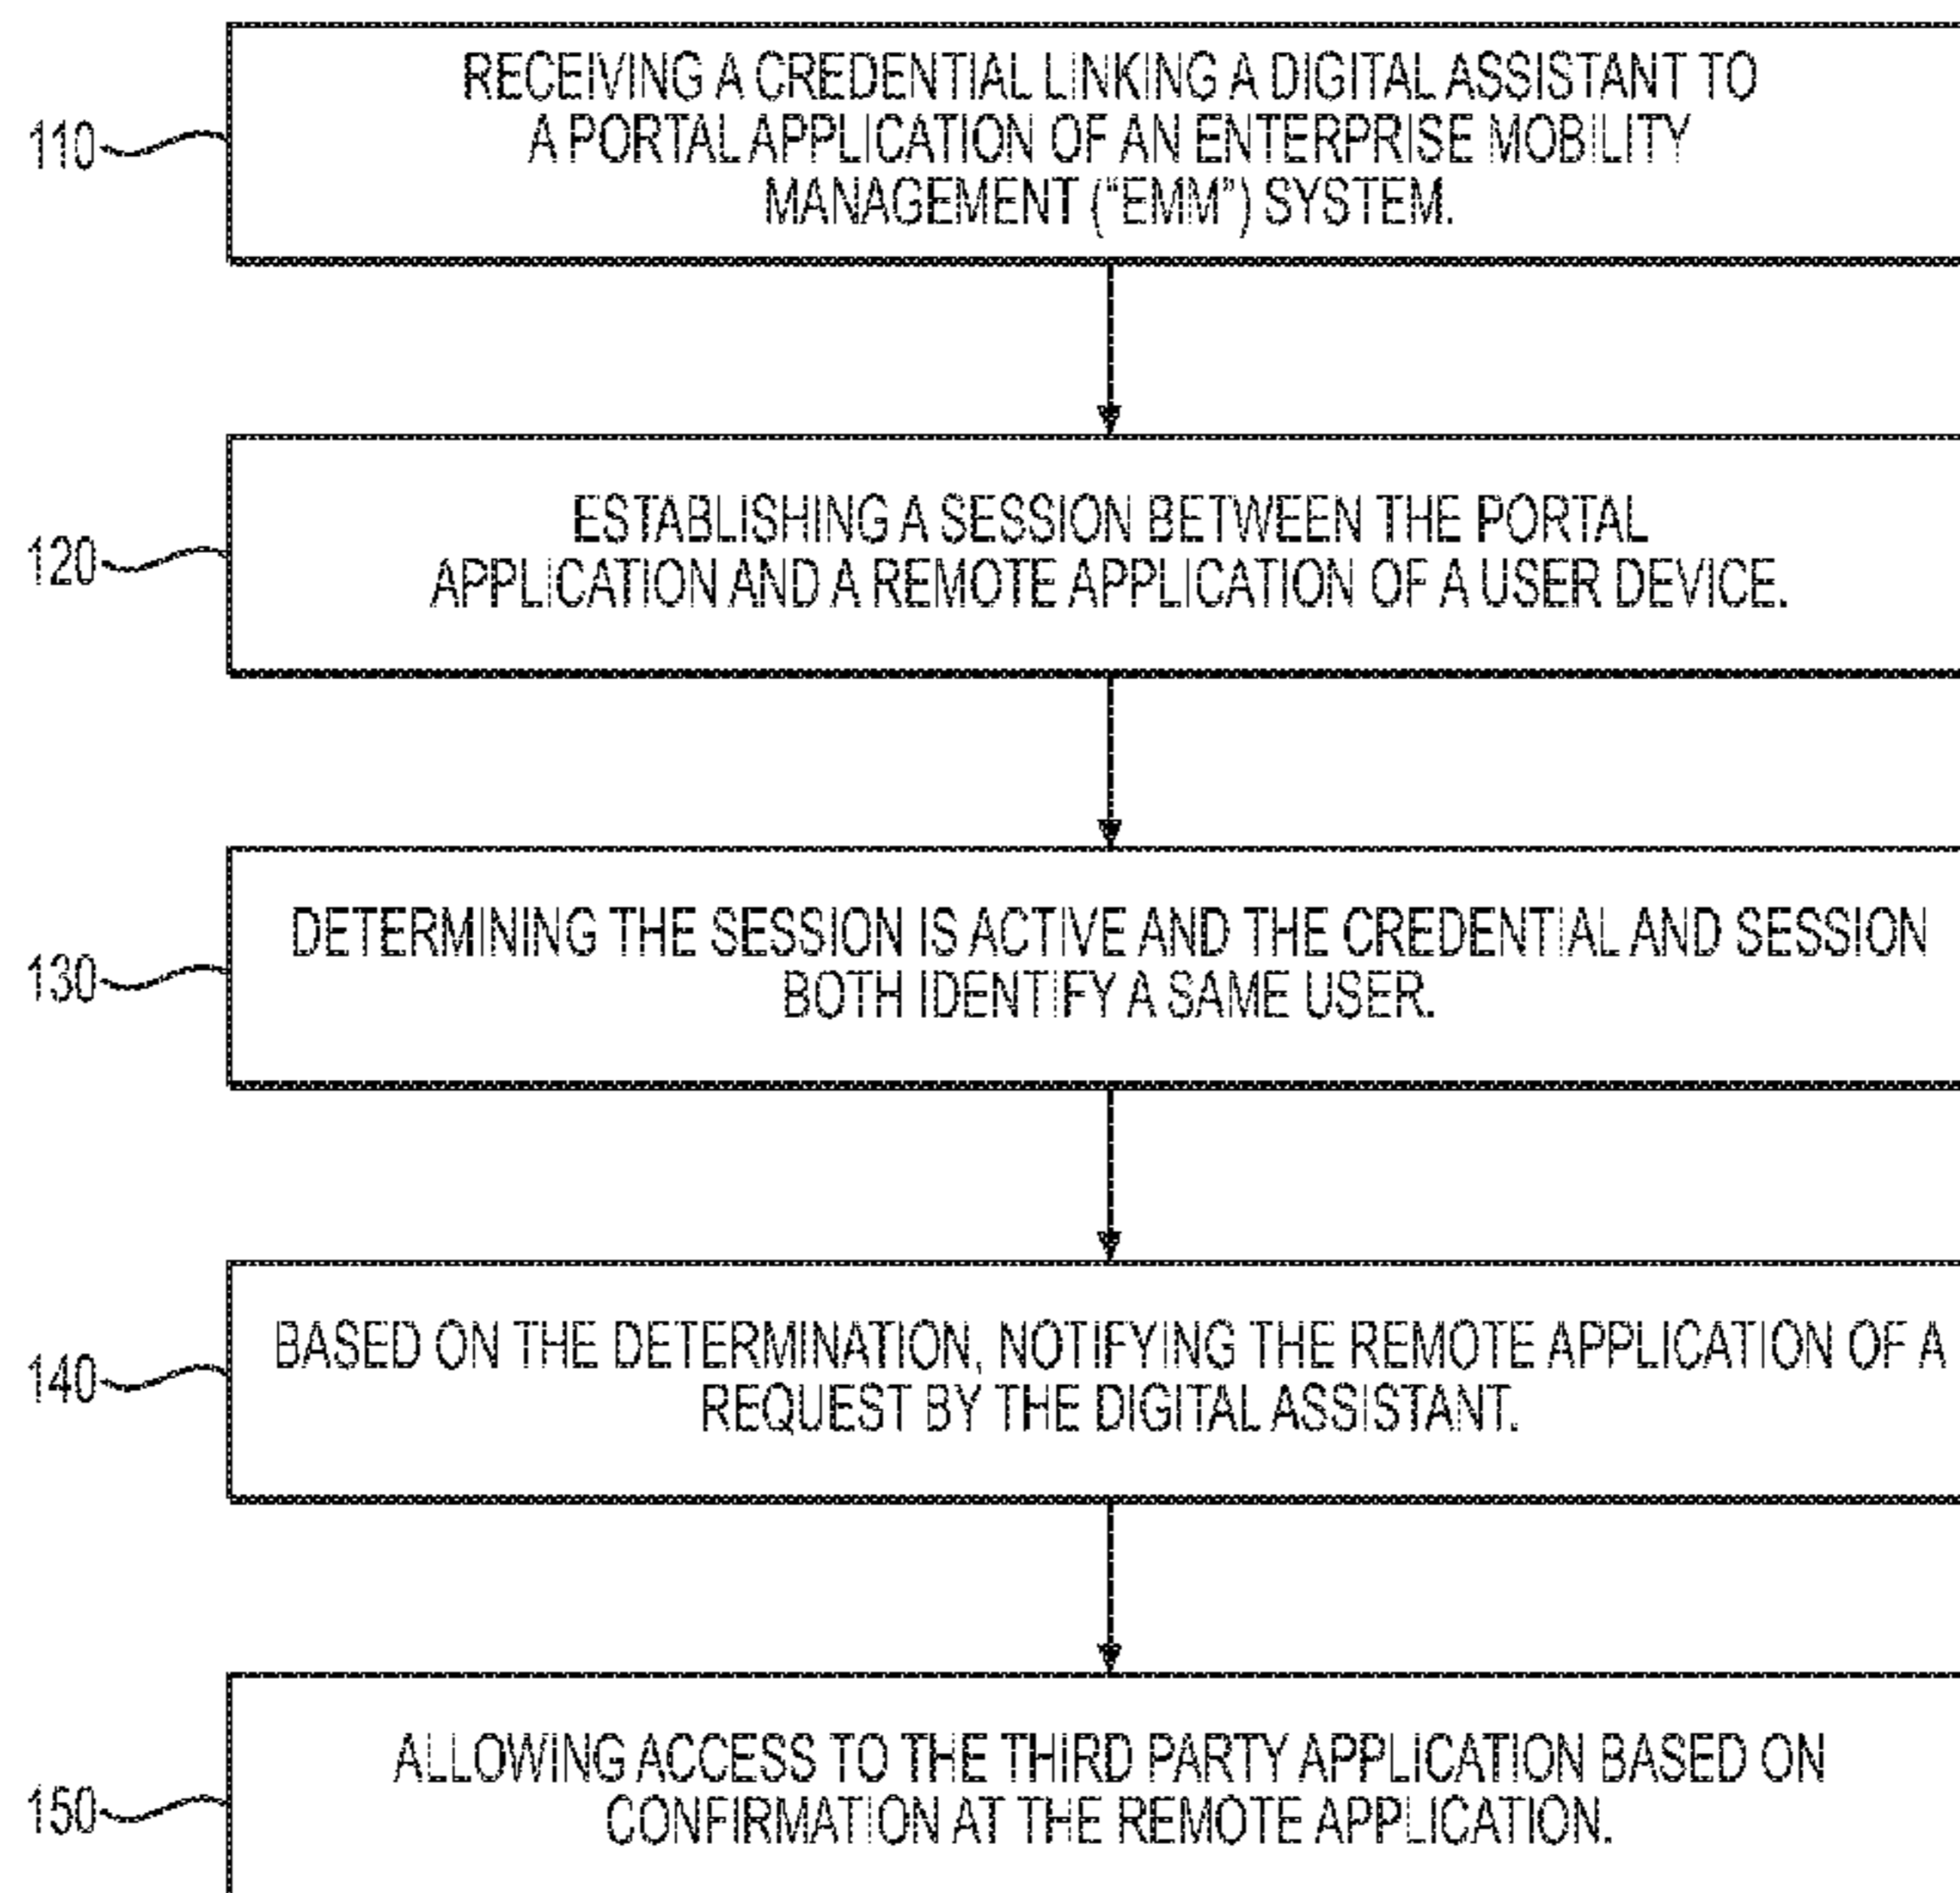 RECEIVING A CREDENTIAL LINKING A DIGITAL ASSISTANT TO
A PORTAL APPLICATION OF AN ENTERPRISE MOBILITY
MANAGEMENT (“EMM”) SYSTEM.
110
ESTABLISHING A SESSION BETWEEN THE PORTAL
APPLICATION AND A REMOTE APPLICATION OF A USER DEVICE.
120
DETERMINING THE SESSION IS ACTIVE AND THE CREDENTIAL AND SESSION
BOTH IDENTIFY A SAME USER.
130
BASED ON THE DETERMINATION, NOTIFYING THE REMOTE APPLICATION OF A
REQUEST BY THE DIGITAL ASSISTANT.
140
ALLOWING ACCESS TO THE THIRD PARTY APPLICATION BASED ON
CONFIRMATION AT THE REMOTE APPLICATION.
150